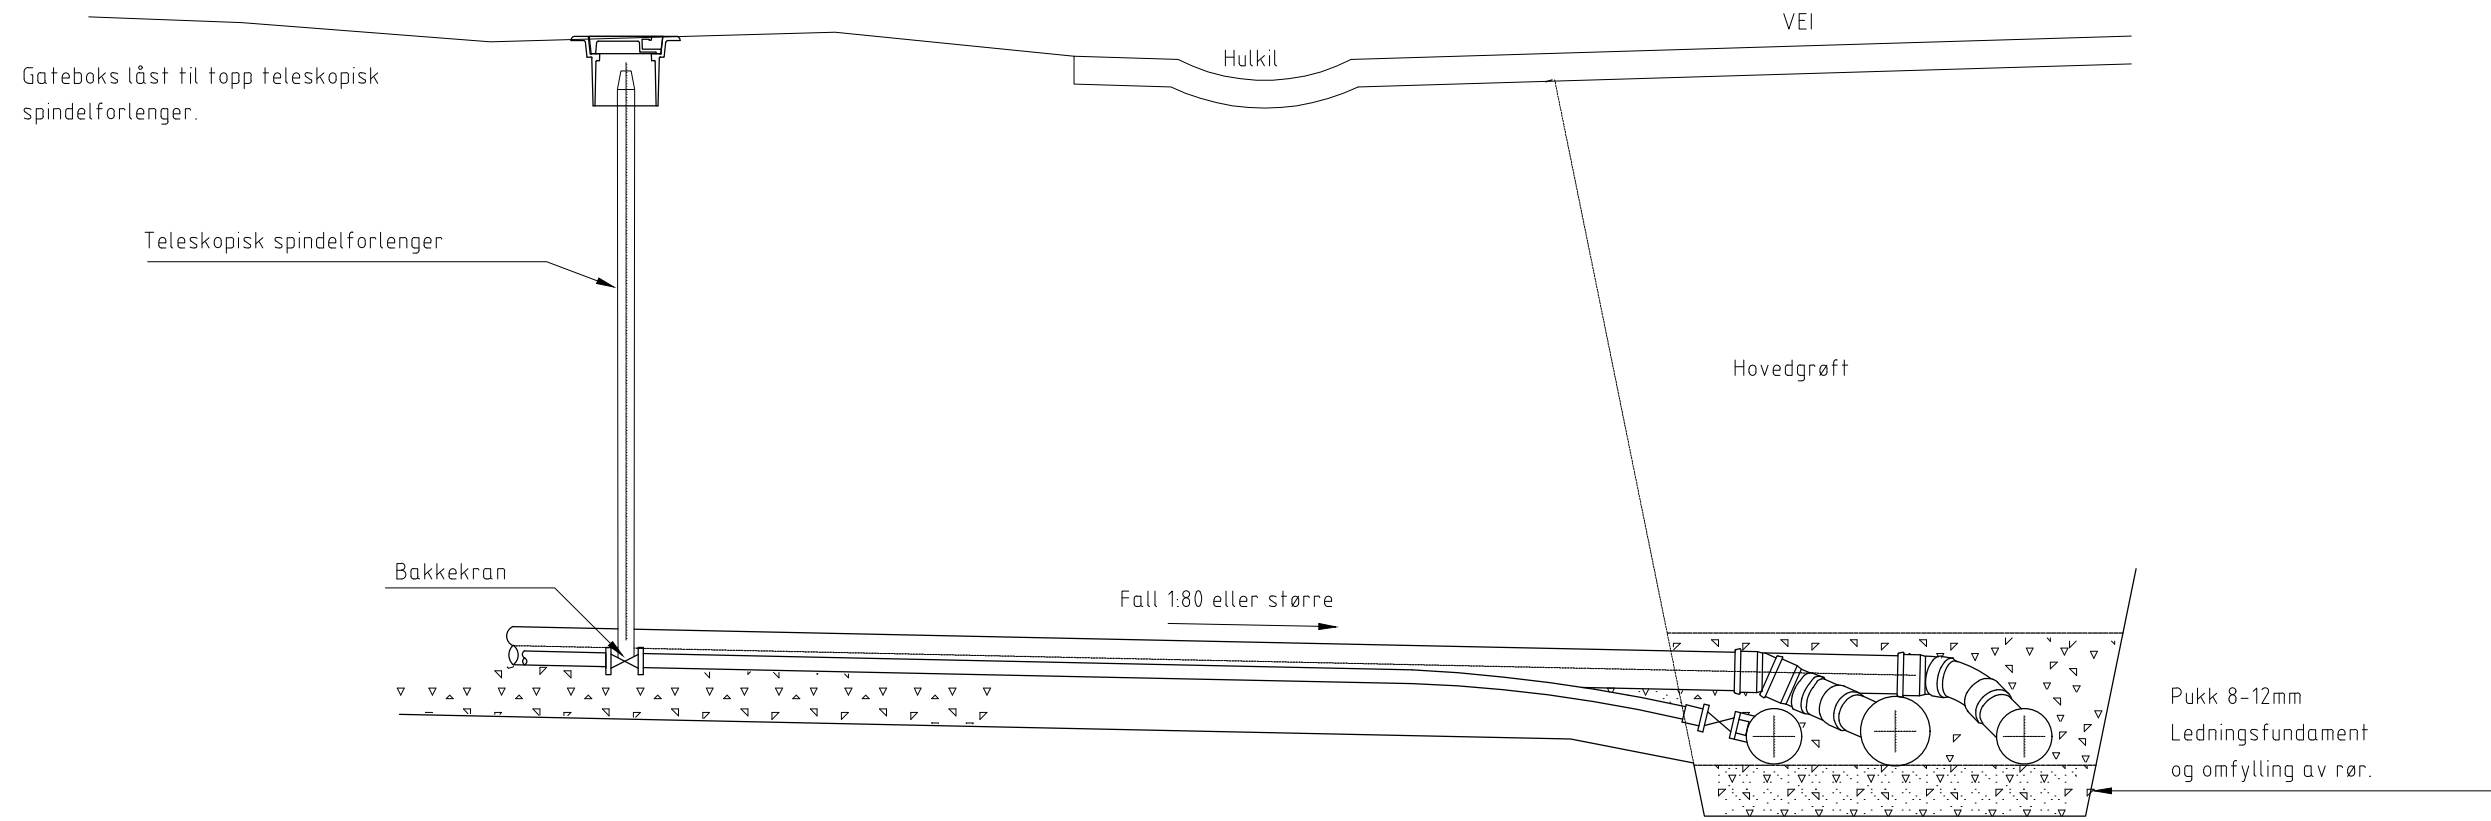 VEI
Hulkil
Gateboks låst til topp teleskopisk
spindelforlenger.
Teleskopisk spindelforlenger
Hovedgrøft
Bakkekran
Fall 1:80 eller større
Pukk 8-12mm
Ledningsfundament
og omfylling av rør.